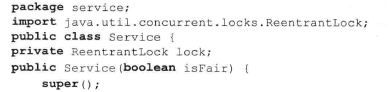 package service;
import java.util.concurrent.locks.ReentrantLock;
public class Service {
private ReentrantLock lock;
public Service(boolean isFair) {
    super();